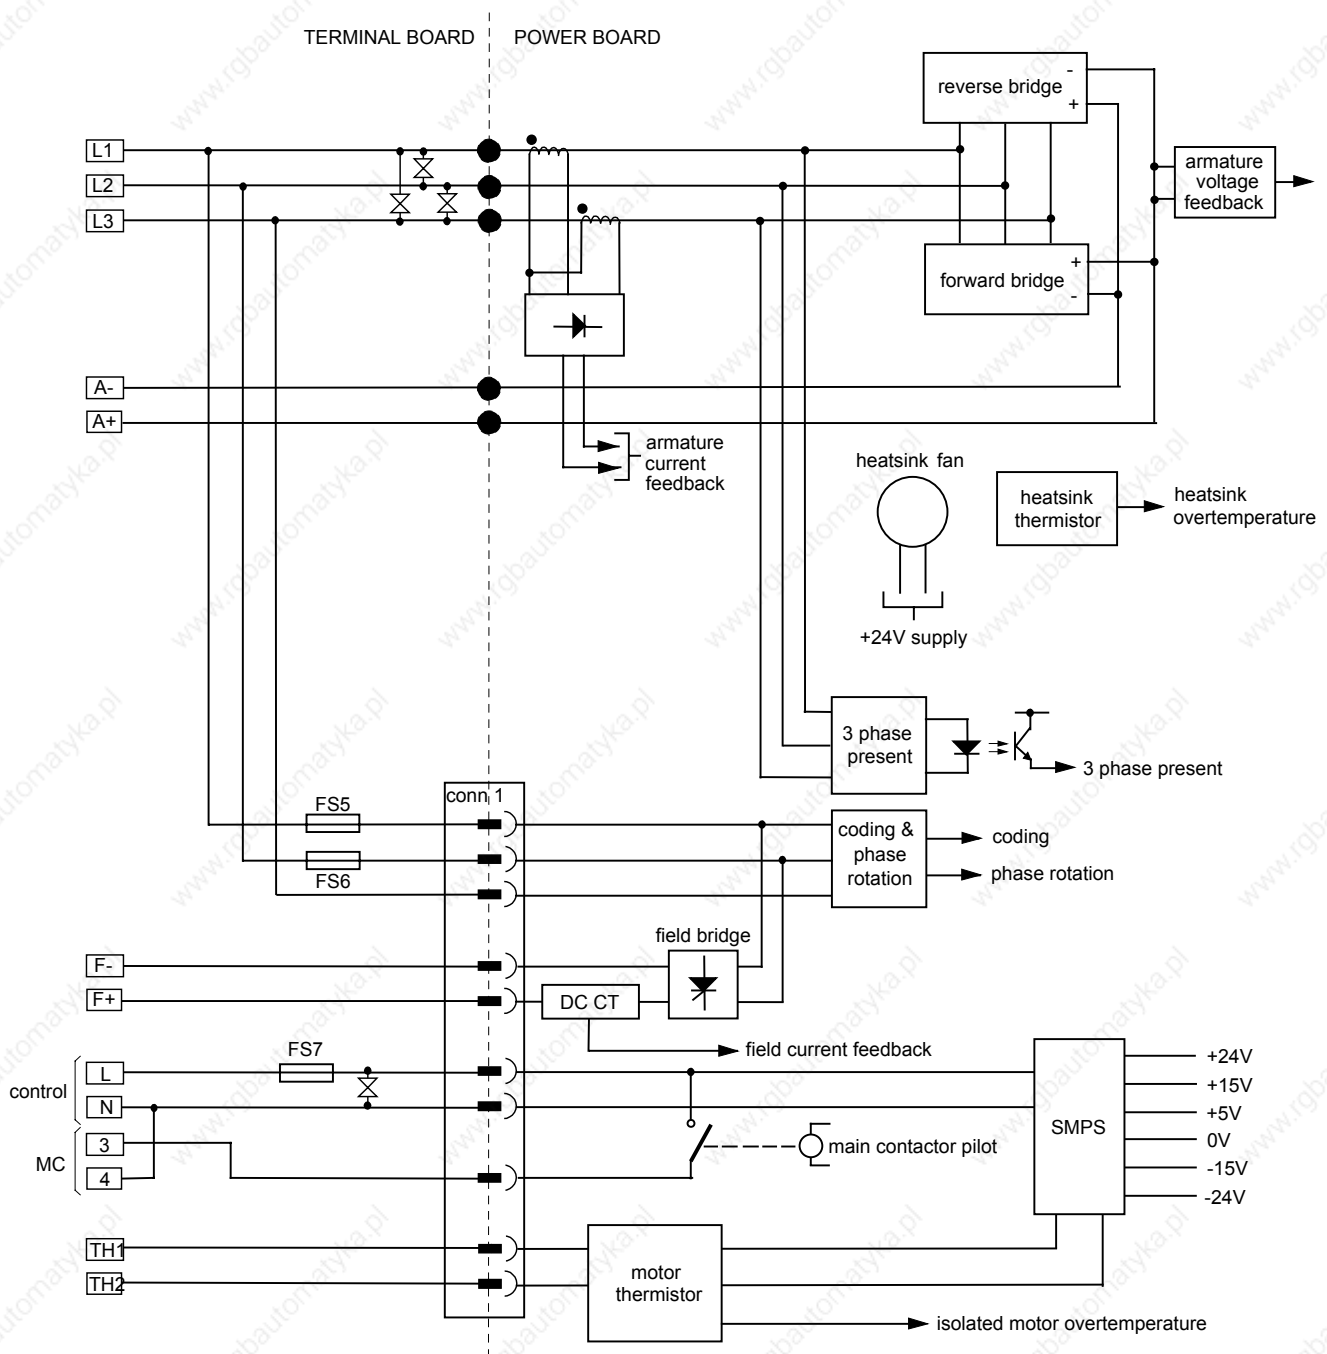 TERMINAL BOARD
POWER BOARD
reverse bridge
-
+
L1
L2
L3
armature
voltage
feedback
forward bridge
+
-
A-
A+
armature
current
feedback
heatsink fan
+24V supply
heatsink
thermistor
heatsink
overtemperature
3 phase
present
3 phase present
conn 1
FS5
FS6
coding &
phase
rotation
coding
phase rotation
field bridge
F-
F+
DC CT
field current feedback
FS7
control
L
N
MC
3
4
main contactor pilot
SMPS
+24V
+15V
+5V
0V
-15V
-24V
TH1
TH2
motor
thermistor
isolated motor overtemperature
www.rgbautomatyka.pl